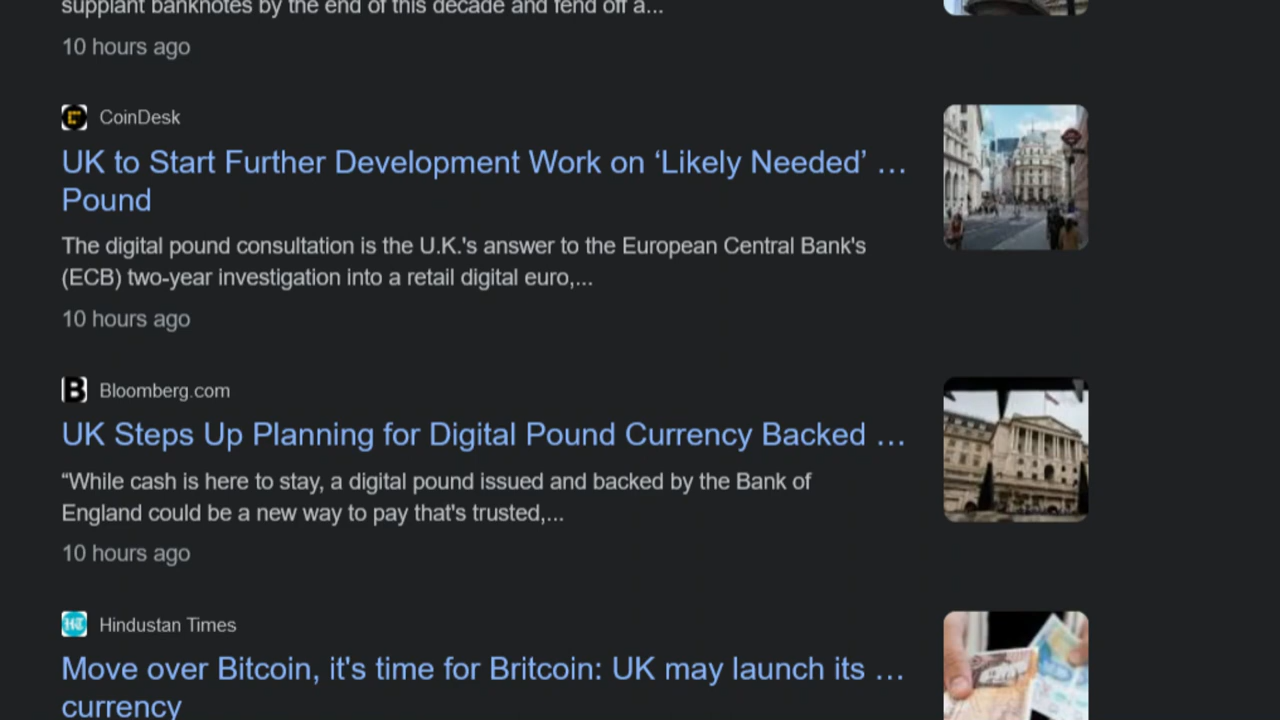 supplant banknotes by the end of this decade and fend off a...
10 hours ago
CoinDesk
UK to Start Further Development Work on ‘Likely Needed’ ...
Pound
The digital pound consultation is the U.K.'s answer to the European Central Bank's
(ECB) two-year investigation into a retail digital euro,...
10 hours ago
B Bloomberg.com
UK Steps Up Planning for Digital Pound Currency Backed ...
“While cash is here to stay, a digital pound issued and backed by the Bank of
England could be a new way to pay that's trusted,...
10 hours ago
HT Hindustan Times
Move over Bitcoin, it's time for Britcoin: UK may launch its ...
currency